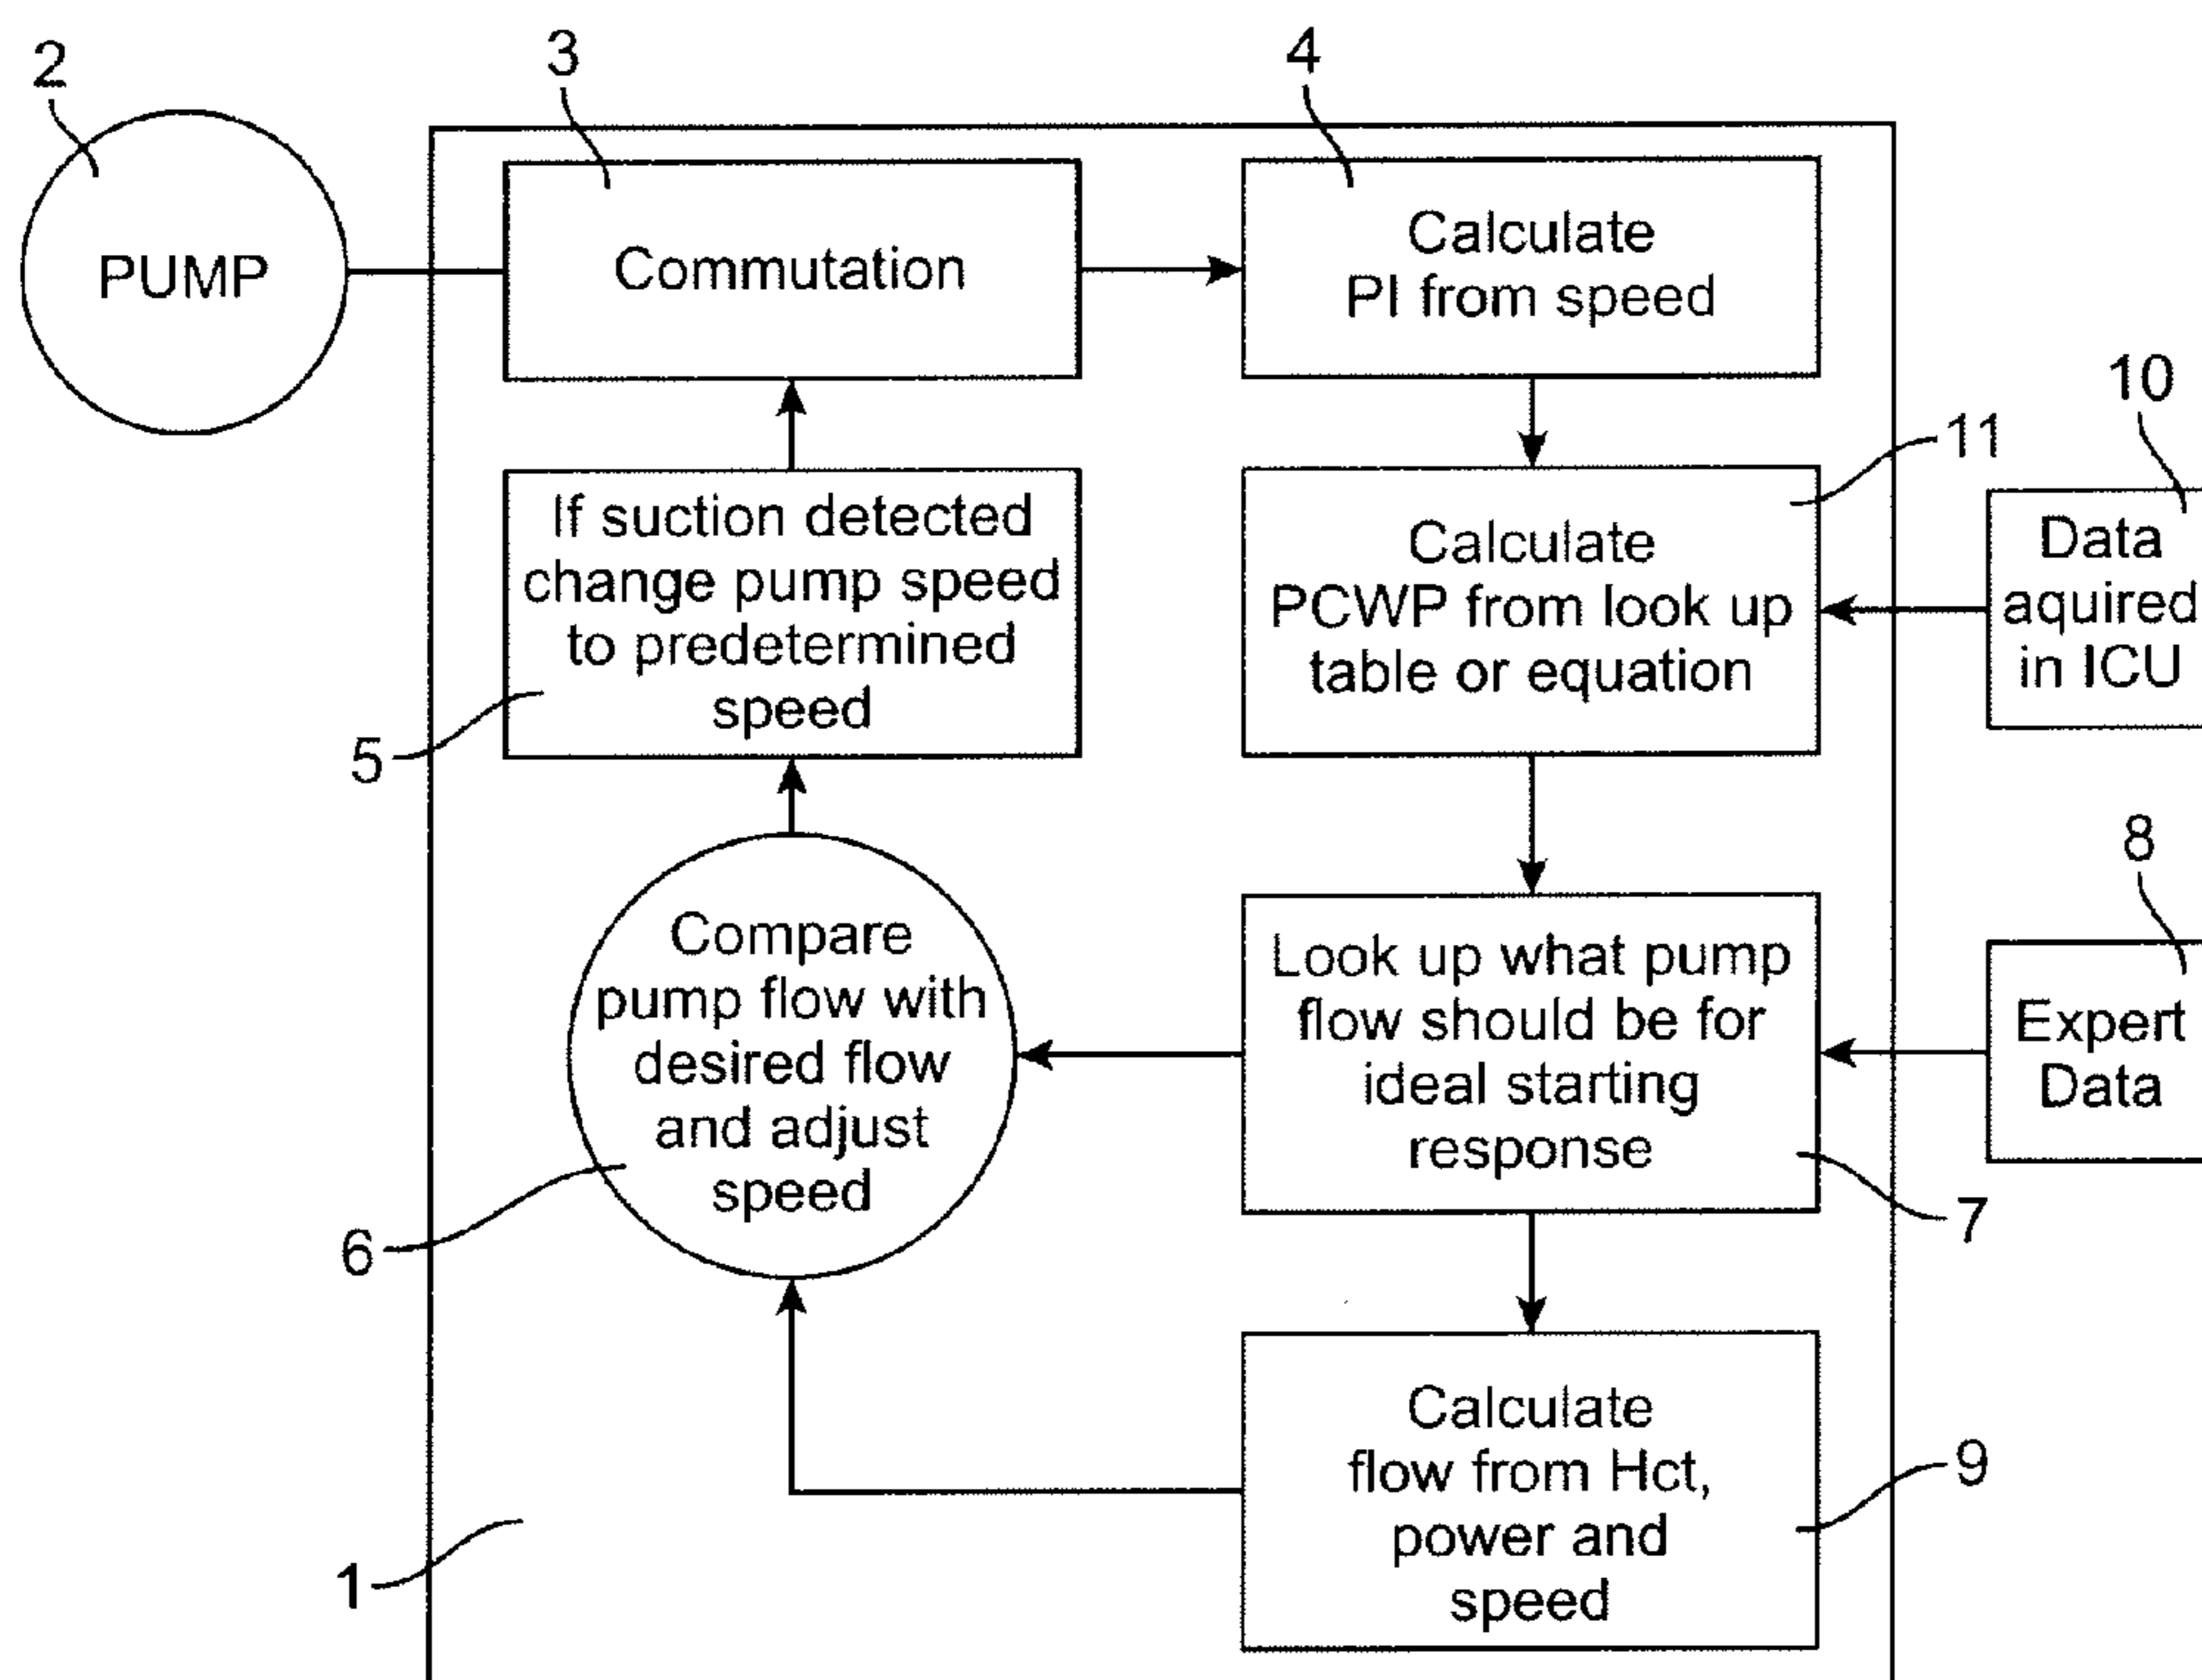 2
3
4
PUMP
Commutation
Calculate
PI from speed
10
11
If suction detected
change pump speed
to predetermined
speed
5
Calculate
PCWP from look up
table or equation
Data
aquired
in ICU
8
Compare
pump flow with
desired flow
and adjust
speed
6
Look up what pump
flow should be for
ideal starting
response
7
Expert
Data
Calculate
flow from Hct,
power and
speed
9
1